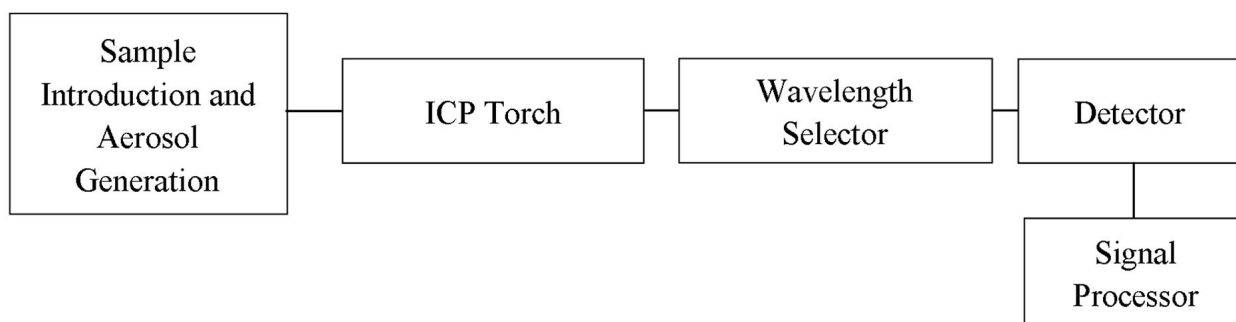 Sample
Introduction and
Aerosol
Generation
ICP Torch
Wavelength
Selector
Detector
Signal
Processor